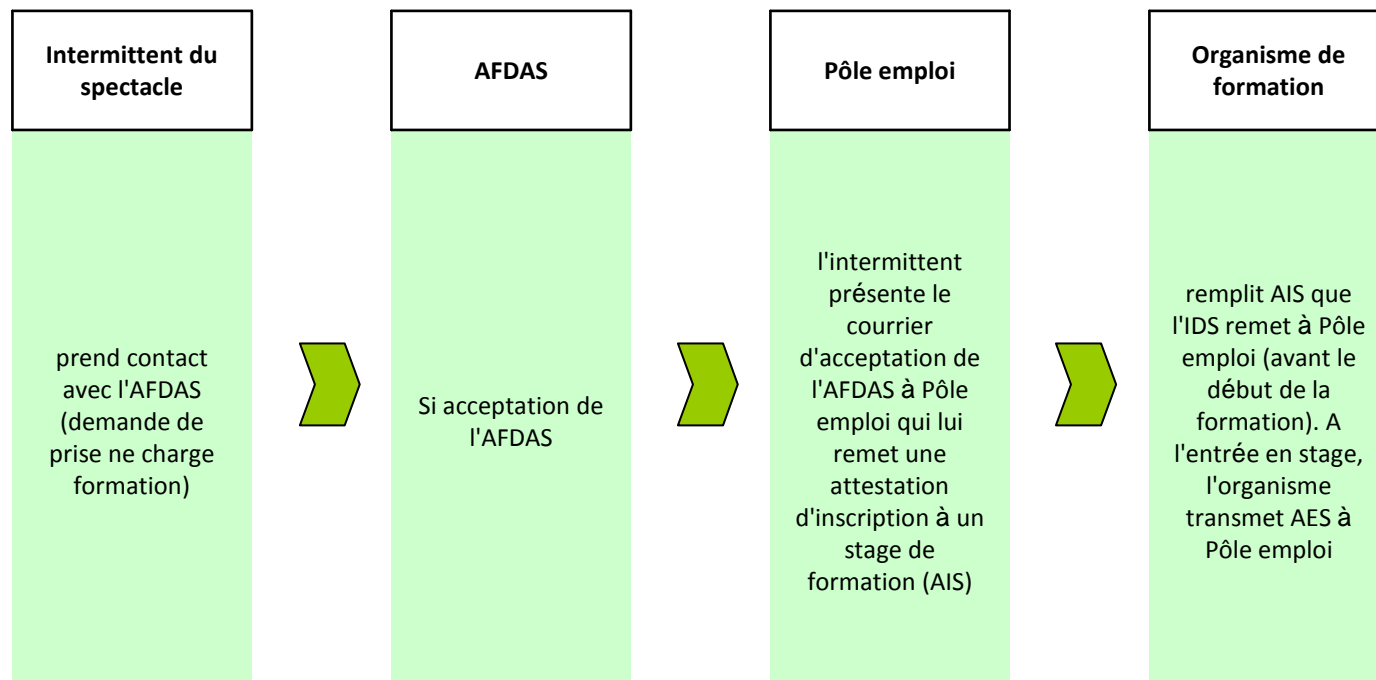 Intermittent du
spectacle
prend contact
avec l'AFDAS
(demande de
prise ne charge
formation)
AFDAS
Si acceptation de
l'AFDAS
Pôle emploi
l'intermittent
présente le
courrier
d'acceptation de
l'AFDAS à Pôle
emploi qui lui
remet une
attestation
d'inscription à un
stage de
formation (AIS)
Organisme de
formation
remplit AIS que
l'IDS remet à Pôle
emploi (avant le
début de la
formation). A
l'entrée en stage,
l'organisme
transmet AES à
Pôle emploi